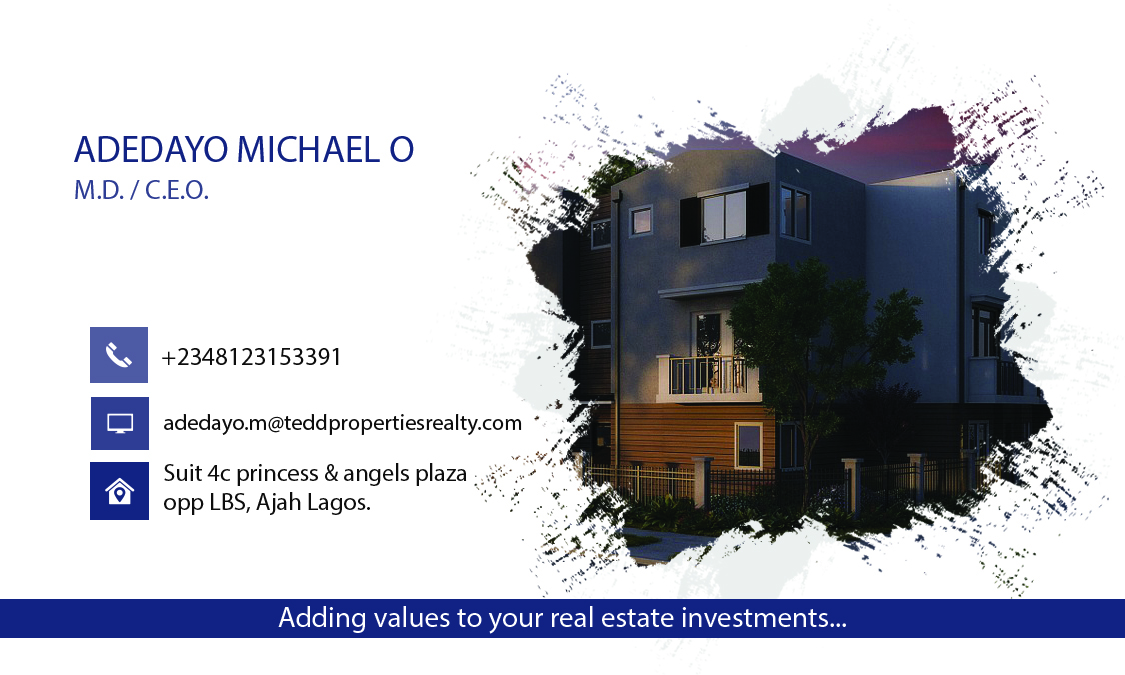 ADEDAYO MICHAEL O
M.D. / C.E.O.
+2348123153391
adedayo.m@teddpropertiesrealty.com
Suit 4c princess & angels plaza
opp LBS, Ajah Lagos.
Adding values to your real estate investments...